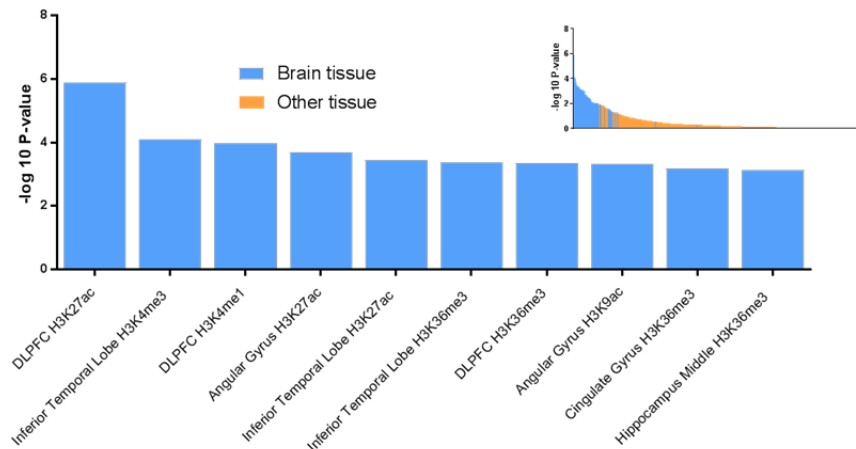 8
6
4
2
0
-log 10 P-value
Brain tissue
Other tissue
8
6
4
2
0
-log 10 P-value
DLPFC H3K27ac
Inferior Temporal Lobe H3K4me3
DLPFC H3K4me1
Angular Gyrus H3K27ac
Inferior Temporal Lobe H3K27ac
Inferior Temporal Lobe H3K36me3
DLPFC H3K36me3
Angular Gyrus H3K9ac
Cingulate Gyrus H3K36me3
Hippocampus Middle H3K36me3